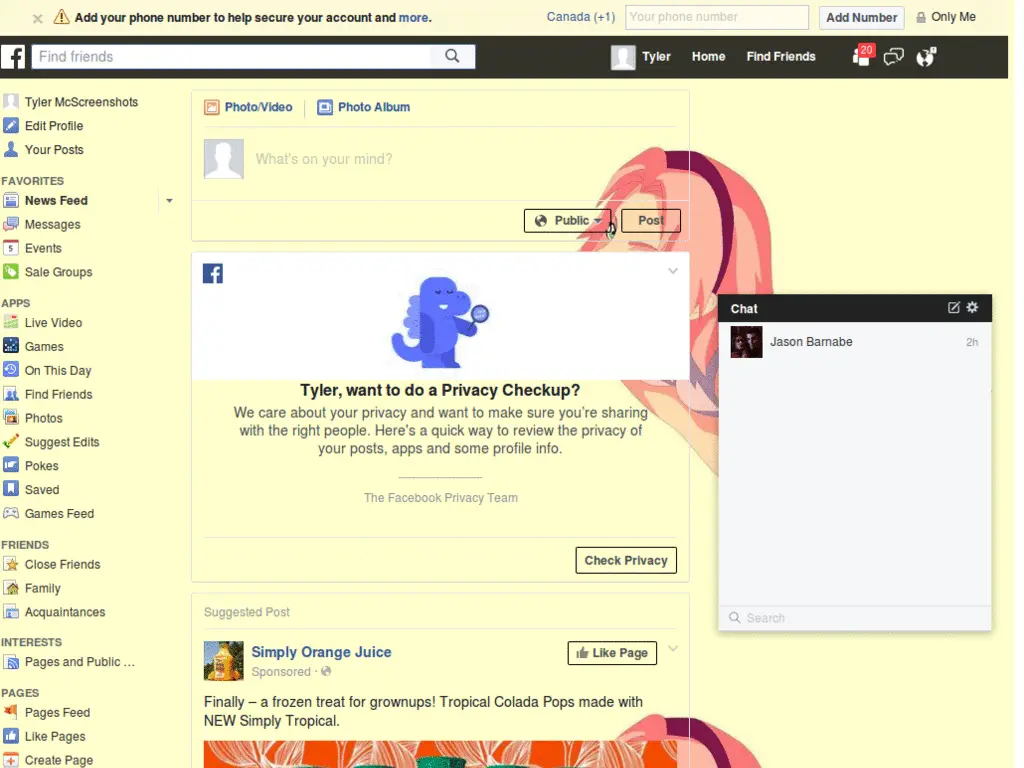 Add your phone number to help secure your account and more.
Canada (+1)
Your phone number
Add Number
Only Me
Find friends
Tyler
Home
Find Friends
20
Tyler McScreenshots
Edit Profile
Your Posts
FAVORITES
News Feed
Messages
5
Events
Sale Groups
APPS
Live Video
Games
On This Day
Find Friends
Photos
Suggest Edits
Pokes
Saved
Games Feed
FRIENDS
Close Friends
Family
Acquaintances
INTERESTS
Pages and Public ...
PAGES
Pages Feed
Like Pages
Create Page
Photo/Video
Photo Album
What's on your mind?
Public
Post
Tyler, want to do a Privacy Checkup?
We care about your privacy and want to make sure you're sharing
with the right people. Here's a quick way to review the privacy of
your posts, apps and some profile info.
The Facebook Privacy Team
Check Privacy
Suggested Post
Simply Orange Juice
Sponsored ·
Like Page
Finally – a frozen treat for grownups! Tropical Colada Pops made with
NEW Simply Tropical.
Chat
Jason Barnabe
2h
Search